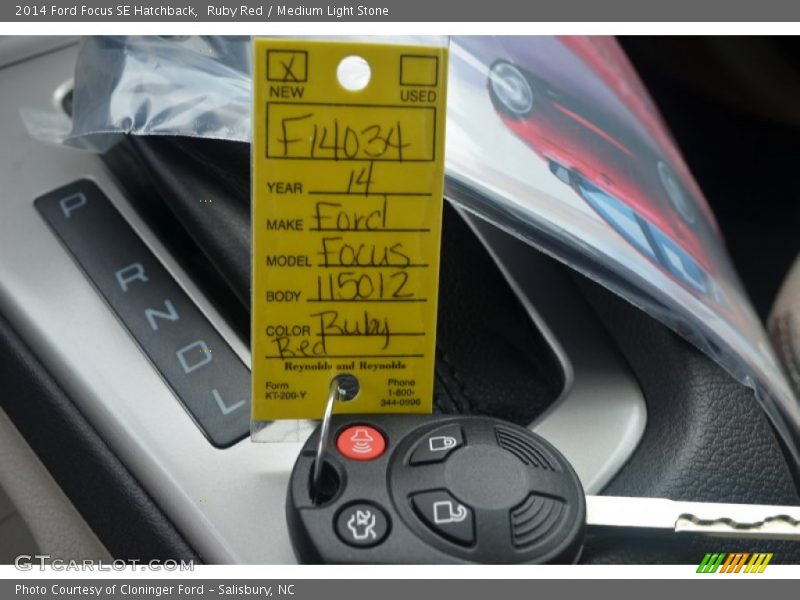 2014 Ford Focus SE Hatchback,  Ruby Red / Medium Light Stone
X
NEW
USED
F14034
YEAR 14
MAKE Ford
MODEL Focus
BODY 115012
COLOR Ruby
Red
Reynolds and Reynolds
Form
KT-200-Y
Phone
1-800-
344-0996
P
R
N
D
L
GTCARLOT.COM
Photo Courtesy of Cloninger Ford – Salisbury, NC